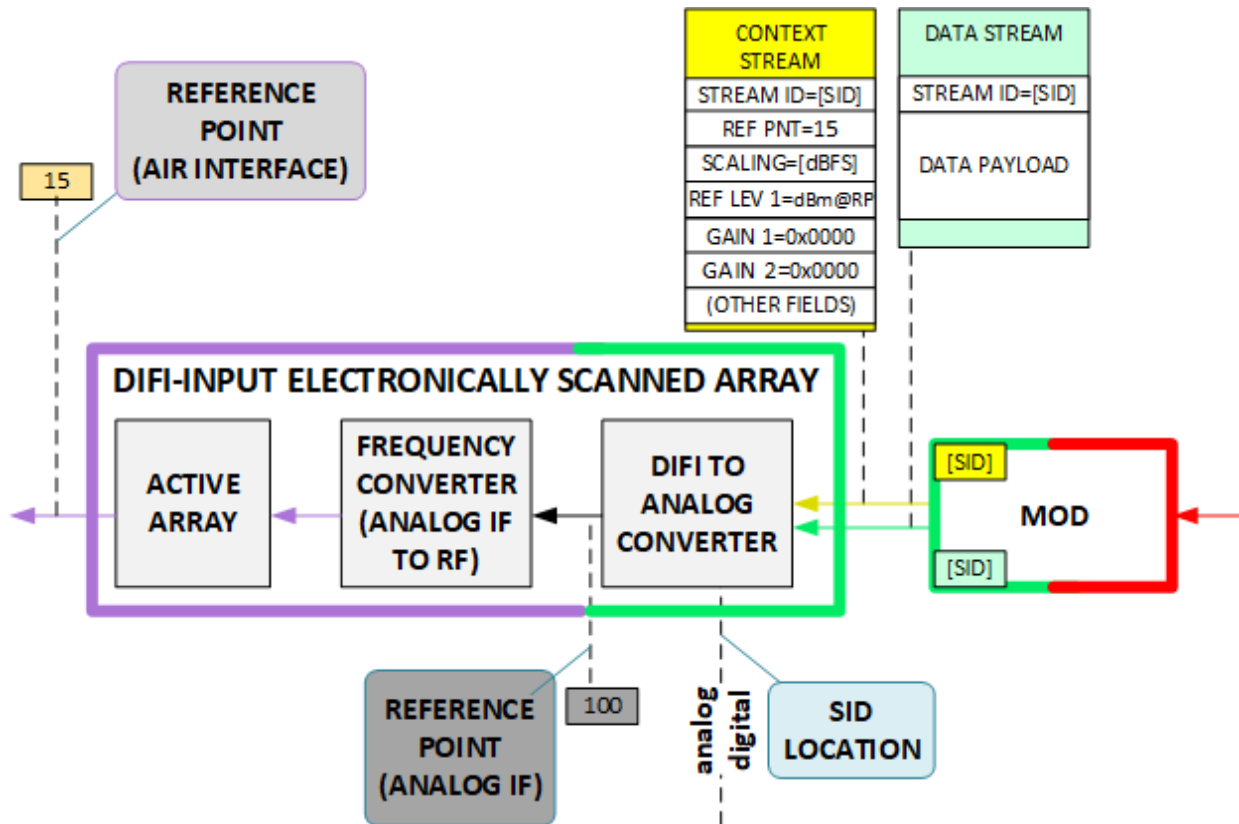 CONTEXT
STREAM
STREAM ID=[SID]
REF PNT=15
SCALING=[dBFS]
REF LEV 1=dBm@RP
GAIN 1=0x0000
GAIN 2=0x0000
(OTHER FIELDS)
DATA STREAM
STREAM ID=[SID]
DATA PAYLOAD
REFERENCE
POINT
(AIR INTERFACE)
15
DIFI-INPUT ELECTRONICALLY SCANNED ARRAY
ACTIVE
ARRAY
FREQUENCY
CONVERTER
(ANALOG IF
TO RF)
DIFI TO
ANALOG
CONVERTER
[SID]
MOD
[SID]
REFERENCE
POINT
(ANALOG IF)
100
analog
digital
SID
LOCATION